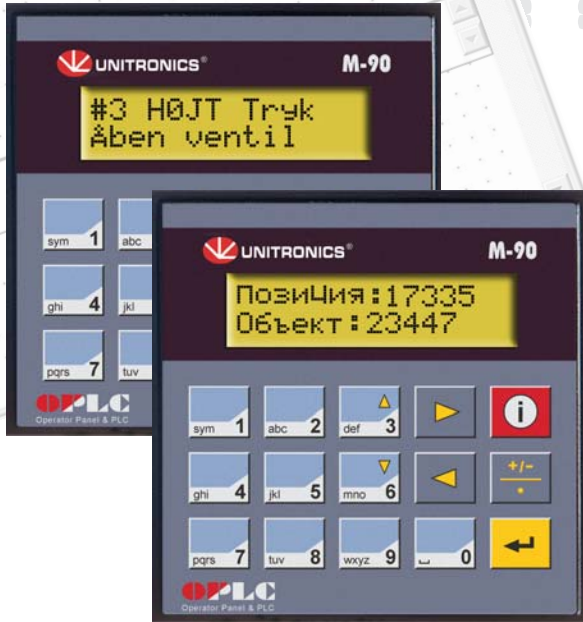 UNITRONICS® M-90
#3 HØJT Tryk
Åben ventil
sym 1 abc
ghi 4 jkl
pqrs 7 tuv
OPLC
Operator Panel & PLC
UNITRONICS® M-90
ПозиЦия:17335
Объект:23447
sym 1 abc 2 def 3 i
ghi 4 jkl 5 mno 6 +/- •
pqrs 7 tuv 8 wxyz 9 ⎵ 0
OPLC
Operator Panel & PLC